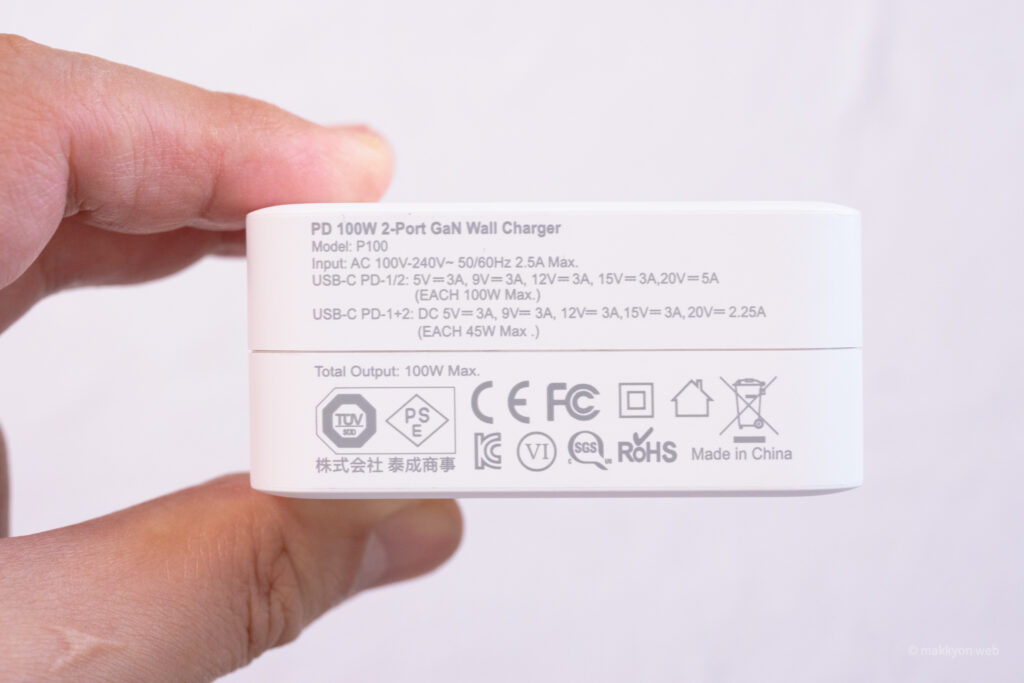 PD 100W 2-Port GaN Wall Charger
Model: P100
Input: AC 100V-240V~ 50/60Hz 2.5A Max.
USB-C PD-1/2: 5V⎓3A, 9V⎓3A, 12V⎓3A, 15V⎓3A,20V⎓5A
(EACH 100W Max.)
USB-C PD-1+2: DC 5V⎓3A, 9V⎓ 3A, 12V⎓ 3A,15V⎓3A,20V⎓ 2.25A
(EACH 45W Max .)
Total Output: 100W Max.
TÜV SÜD PS E CE FC
株式会社 泰成商事 KC VI SGS c us RoHS Made in China
© makkyon.web